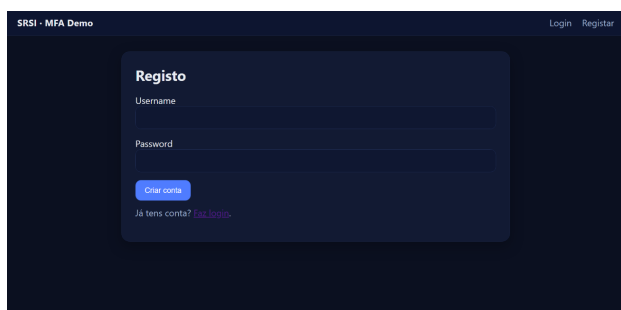 SRSI · MFA Demo
Login Registar
Registo
Username
Password
Criar conta
Já tens conta? Faz login.